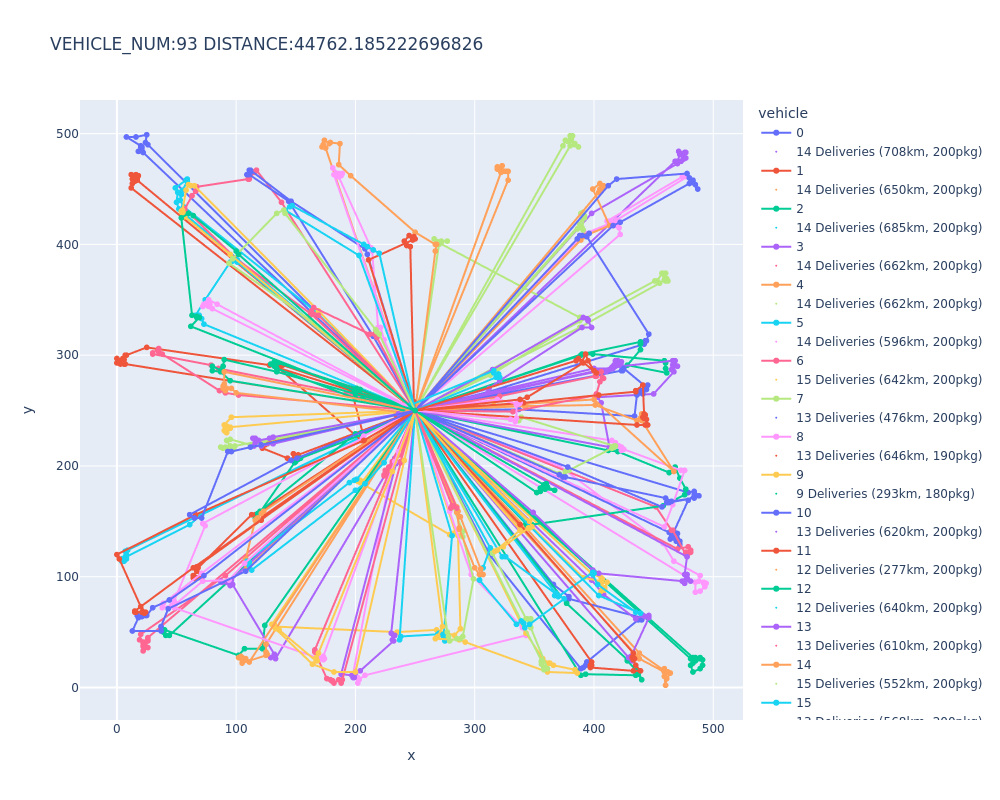 VEHICLE_NUM:93 DISTANCE:44762.185222696826
vehicle
0
14 Deliveries (708km, 200pkg)
1
14 Deliveries (650km, 200pkg)
2
14 Deliveries (685km, 200pkg)
3
14 Deliveries (662km, 200pkg)
4
14 Deliveries (662km, 200pkg)
5
14 Deliveries (596km, 200pkg)
6
15 Deliveries (642km, 200pkg)
7
13 Deliveries (476km, 200pkg)
8
13 Deliveries (646km, 190pkg)
9
9 Deliveries (293km, 180pkg)
10
13 Deliveries (620km, 200pkg)
11
12 Deliveries (277km, 200pkg)
12
12 Deliveries (640km, 200pkg)
13
13 Deliveries (610km, 200pkg)
14
15 Deliveries (552km, 200pkg)
15
500
400
300
200
100
0
y
0 100 200 300 400 500
x